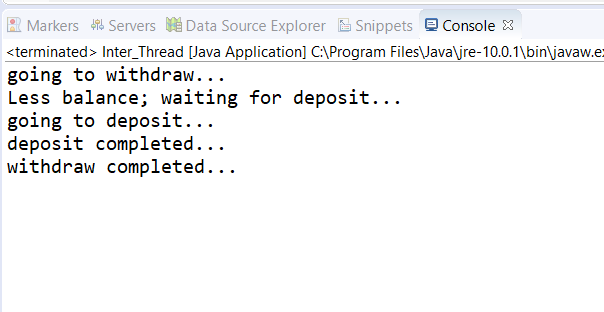 Markers Servers Data Source Explorer Snippets Console
<terminated> Inter_Thread [Java Application] C:\Program Files\Java\jre-10.0.1\bin\javaw.ex
going to withdraw...
Less balance; waiting for deposit...
going to deposit...
deposit completed...
withdraw completed...